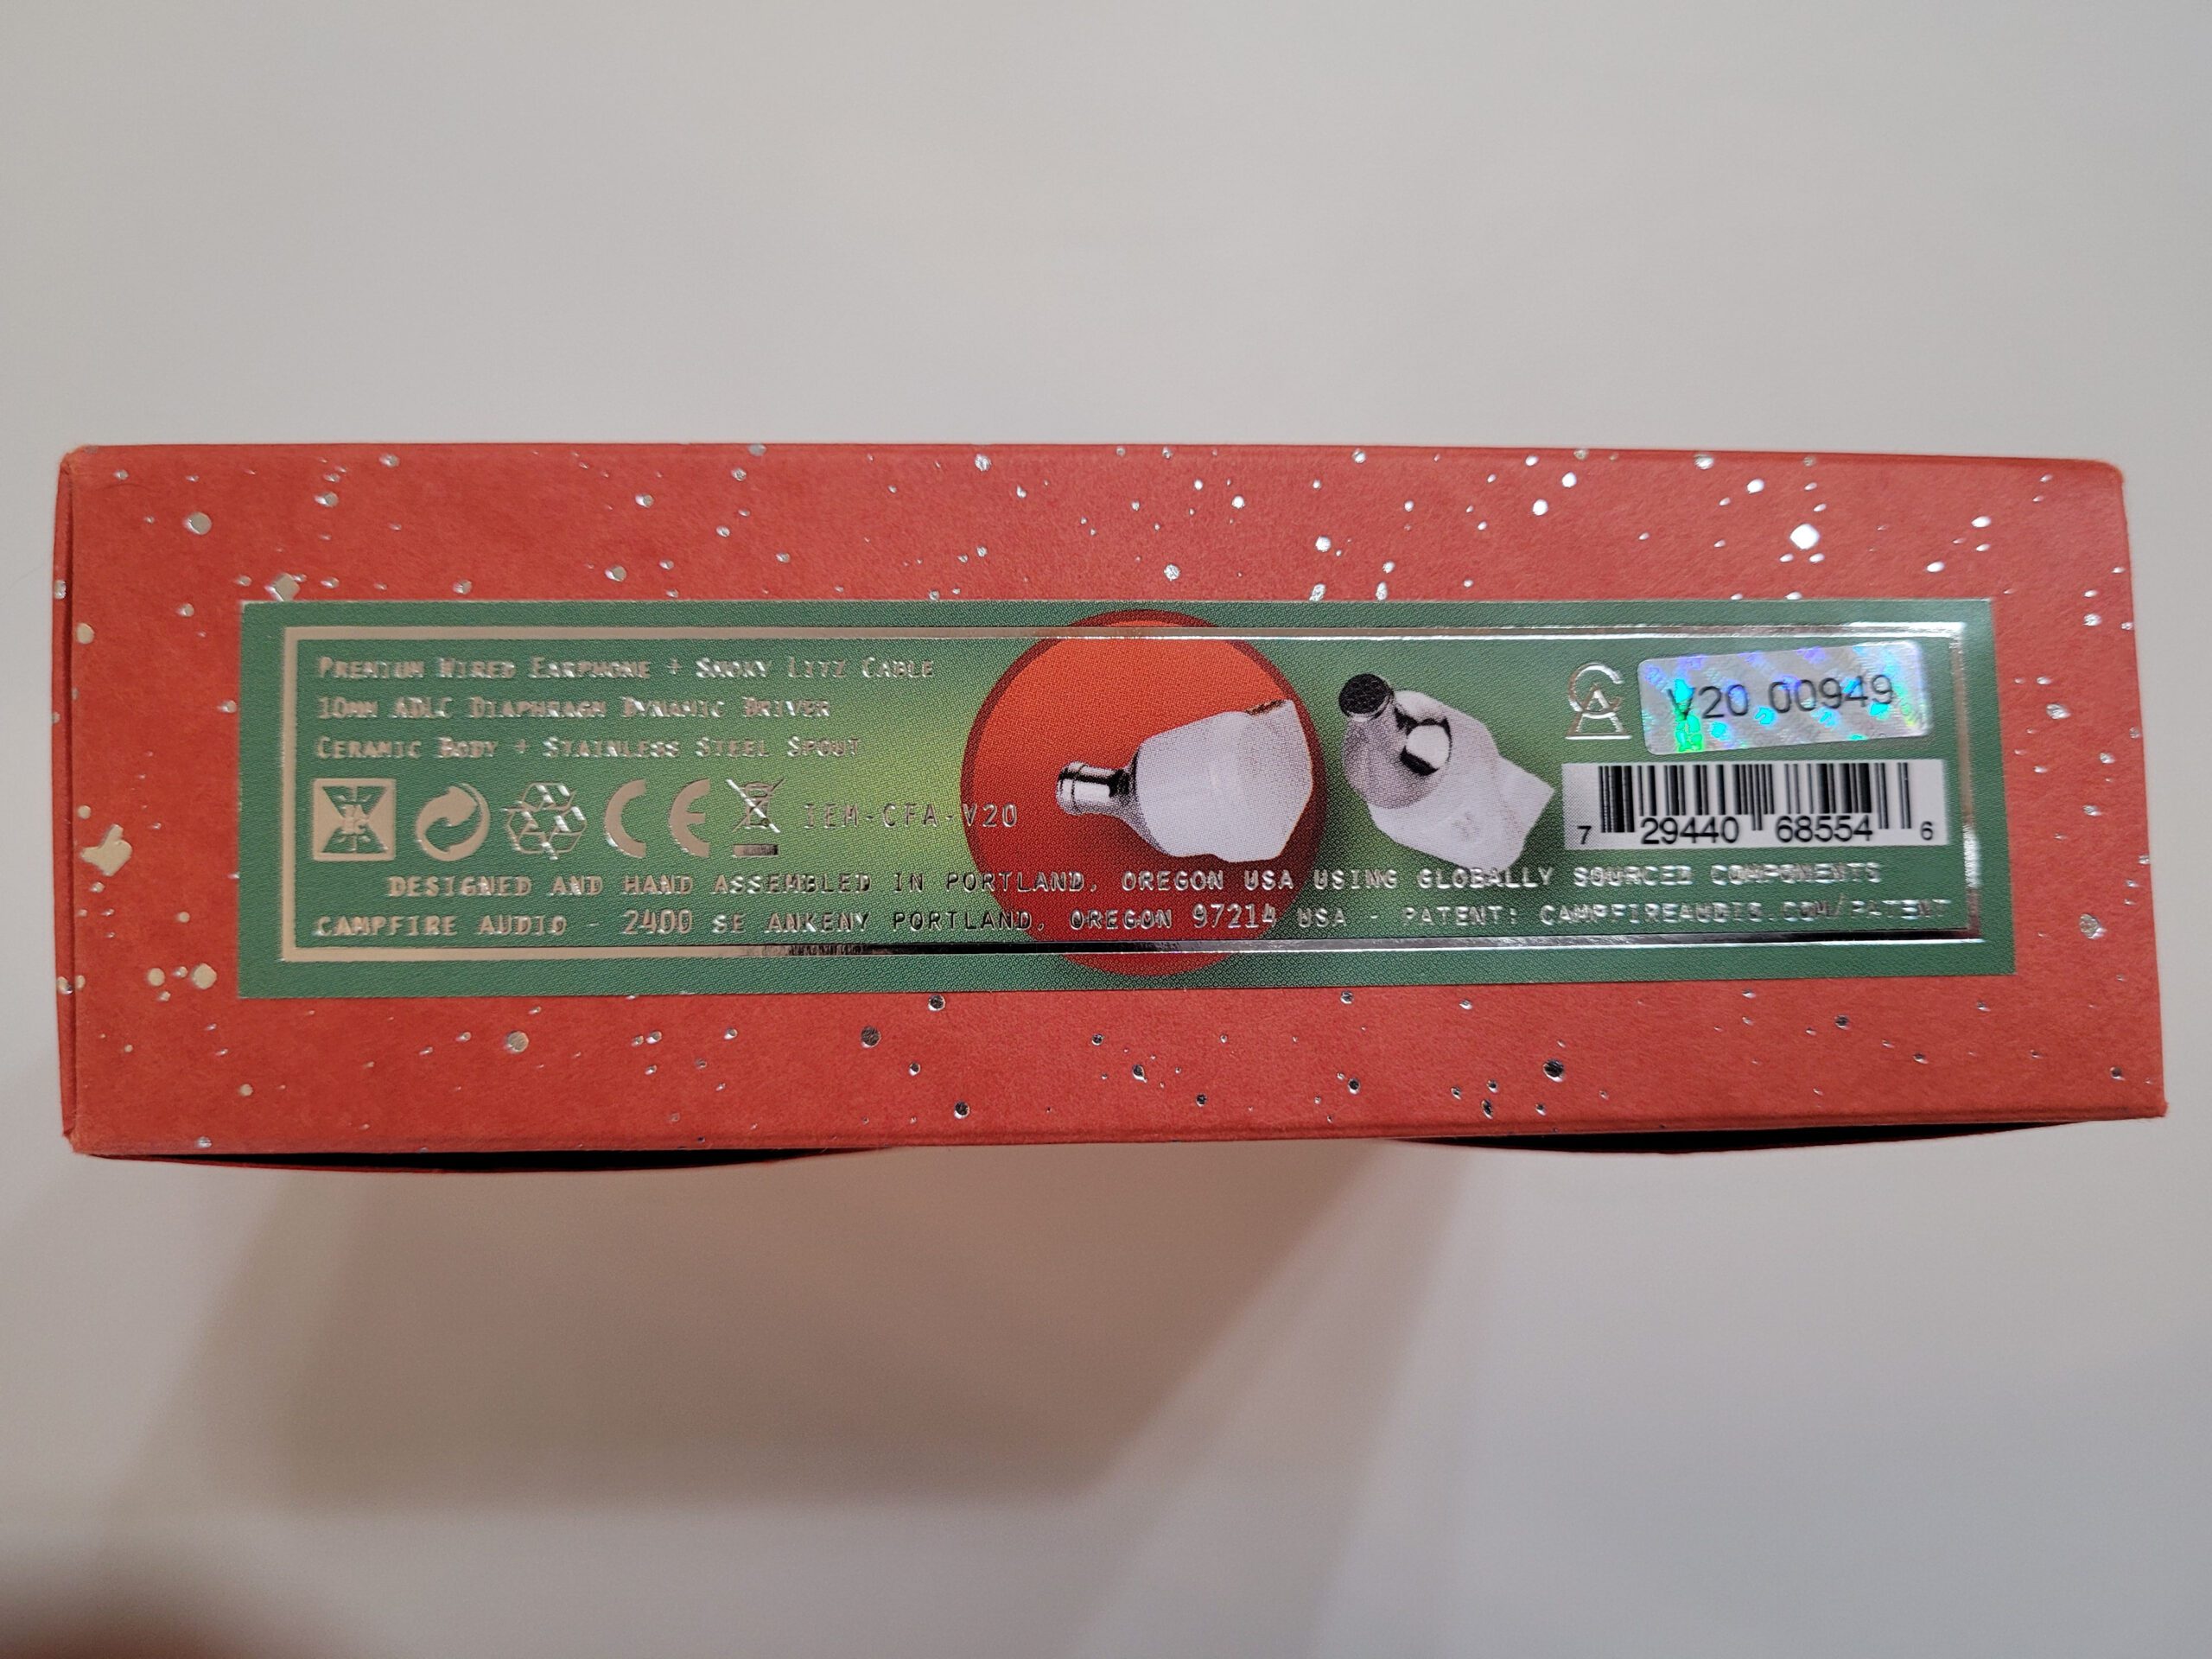 Premium Wired Earphone + Smoky Litz Cable
10mm ADLC Diaphragm Dynamic Driver
Ceramic Body + Stainless Steel Spout
CA
V20 00949
CE
IEM-CFA-V20
7 29440 68554 6
DESIGNED AND HAND ASSEMBLED IN PORTLAND, OREGON USA USING GLOBALLY SOURCED COMPONENTS
CAMPFIRE AUDIO - 2400 SE ANKENY PORTLAND, OREGON 97214 USA - PATENT: CAMPFIREAUDIO.COM/PATENT